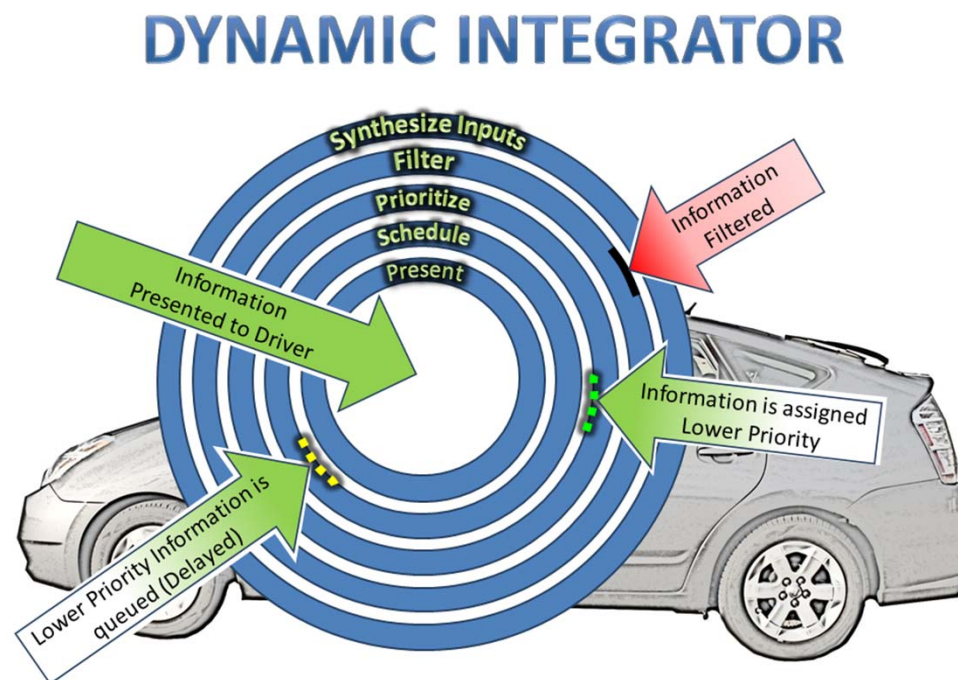 DYNAMIC INTEGRATOR
Synthesize Inputs
Filter
Prioritize
Schedule
Present
Information
Filtered
Information
Presented to Driver
Information is assigned
Lower Priority
Lower Priority Information is
queued (Delayed)